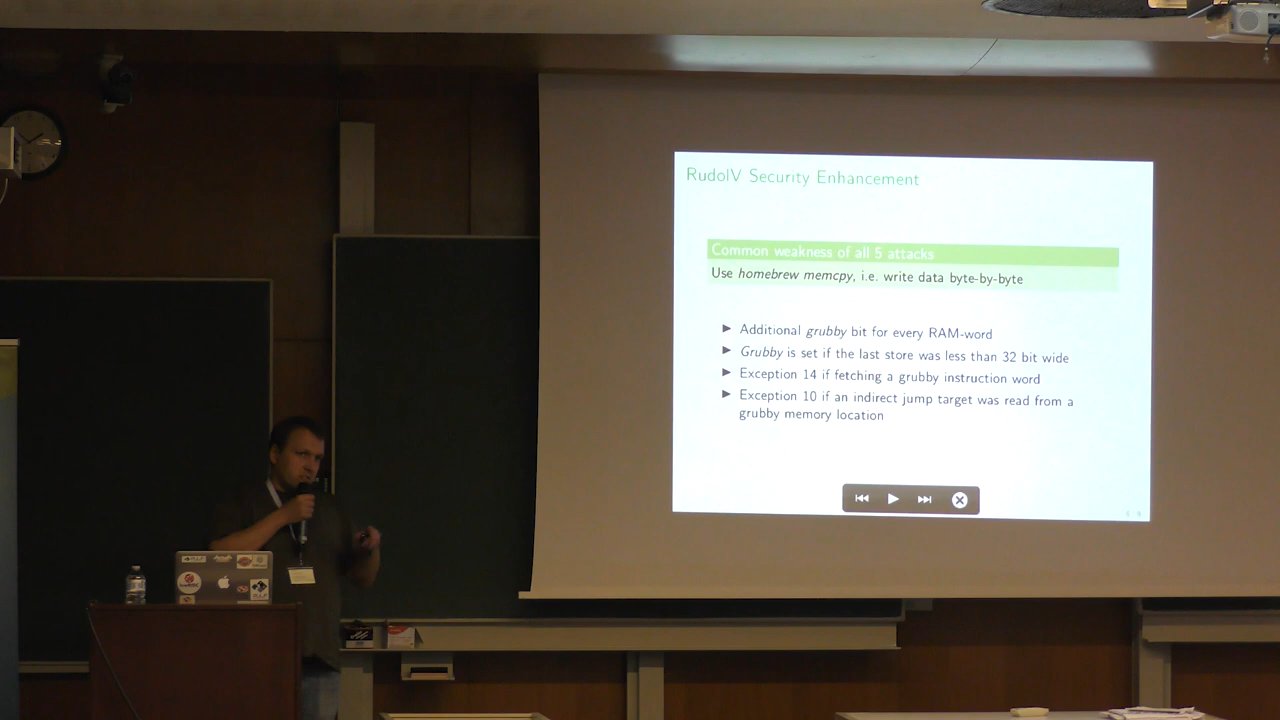 RudolV Security Enhancement
Common weakness of all 5 attacks
Use homebrew memcpy, i.e. write data byte-by-byte
▶ Additional grubby bit for every RAM-word
▶ Grubby is set if the last store was less than 32 bit wide
▶ Exception 14 if fetching a grubby instruction word
▶ Exception 10 if an indirect jump target was read from a
grubby memory location